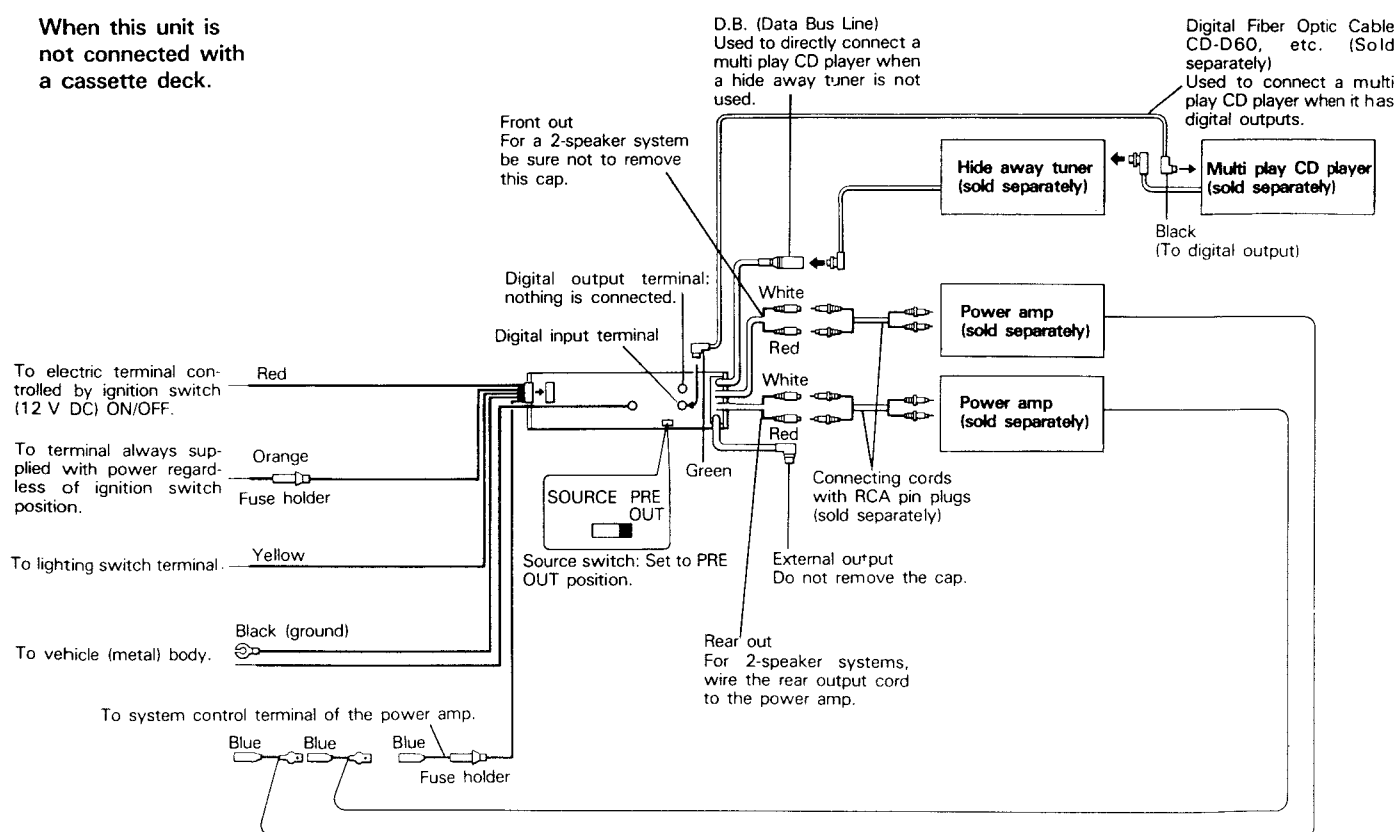 When this unit is
not connected with
a cassette deck.
D.B. (Data Bus Line)
Used to directly connect a
multi play CD player when
a hide away tuner is not
used.
Digital Fiber Optic Cable
CD-D60, etc. (Sold
separately)
Used to connect a multi
play CD player when it has
digital outputs.
Front out
For a 2-speaker system
be sure not to remove
this cap.
Hide away tuner
(sold separately)
Multi play CD player
(sold separately)
Black
(To digital output)
Digital output terminal:
nothing is connected.
Digital input terminal
White
Red
Power amp
(sold separately)
To electric terminal con-
trolled by ignition switch
(12 V DC) ON/OFF.
Red
White
Red
Power amp
(sold separately)
To terminal always sup-
plied with power regard-
less of ignition switch
position.
Orange
Fuse holder
Green
SOURCE PRE
OUT
Source switch: Set to PRE
OUT position.
Connecting cords
with RCA pin plugs
(sold separately)
External output
Do not remove the cap.
To lighting switch terminal.
Yellow
Black (ground)
To vehicle (metal) body.
Rear out
For 2-speaker systems,
wire the rear output cord
to the power amp.
To system control terminal of the power amp.
Blue
Blue
Blue
Fuse holder